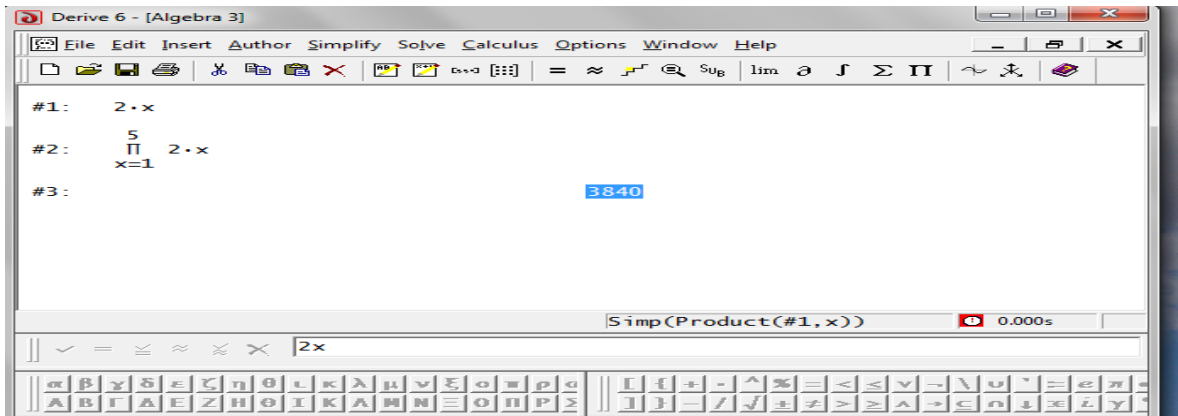 Derive 6 - [Algebra 3]
File Edit Insert Author Simplify Solve Calculus Options Window Help
= ≈ SUB lim ∂ ∫ Σ Π
#1: 2·x
5
#2: Π 2·x
x=1
#3: 3840
Simp(Product(#1,x)) 0.000s
= 2x
α β γ δ ε ζ η θ ι κ λ μ ν ξ ο π ρ σ [ { + - ^ % = < ≤ ∨ ¬ \ ∪ ' e π
Α Β Γ Δ Ε Ζ Η Θ Ι Κ Λ Μ Ν Ξ Ο Π Ρ Σ ] } − / √ ± ≠ > ≥ ∧ → ⊆ ∩ ↓ γ